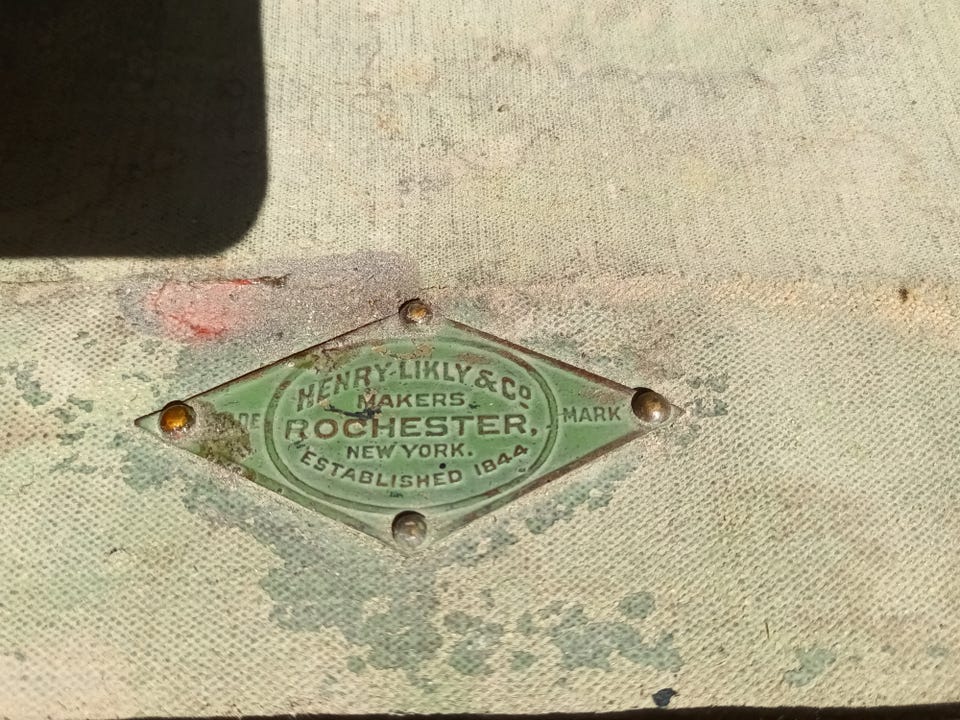 HENRY LIKLY & Co
MAKERS
ROCHESTER,
NEW YORK.
ESTABLISHED 1844
MARK